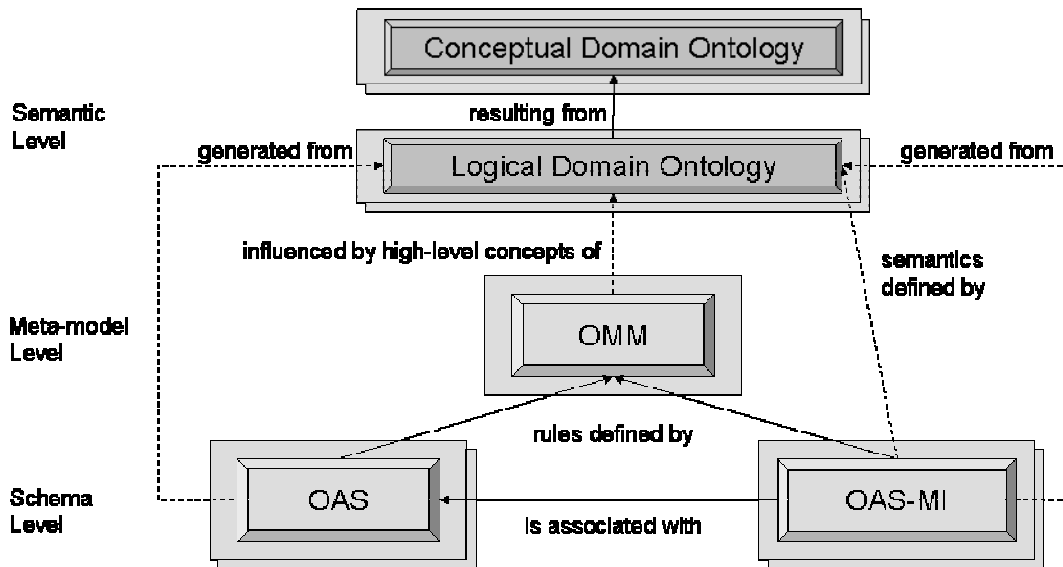 Conceptual Domain Ontology
Semantic
Level
resulting from
generated from
generated from
Logical Domain Ontology
influenced by high-level concepts of
semantics
defined by
Meta-model
Level
OMM
rules defined by
Schema
Level
OAS
OAS-MI
is associated with